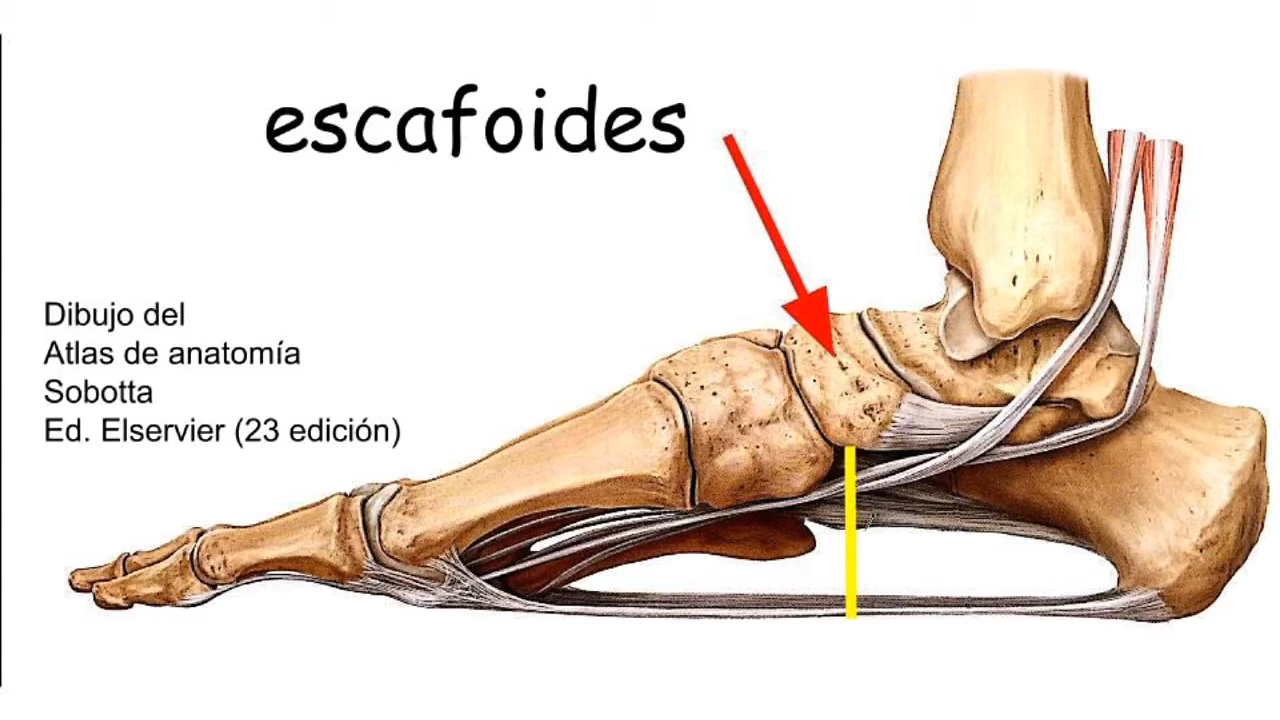 escafoides
Dibujo del
Atlas de anatomía
Sobotta
Ed. Elservier (23 edición)